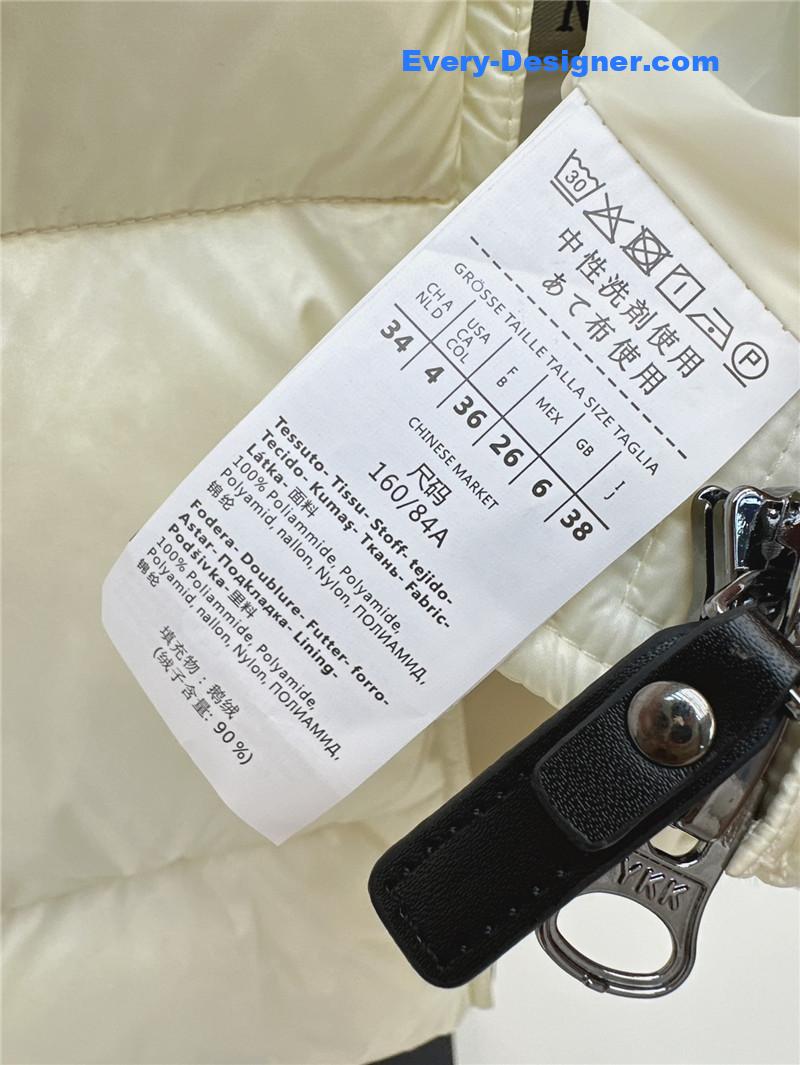 Every-Designer.com
30
P
中性洗剤使用
あて布使用
GRÖSSE TAILLE TALLA SIZE TAGLIA
CH A NLD
USA CA COL
F B
MEX
GB
I J
34 4 36 26 6 38
CHINESE MARKET
尺码
160/84A
Tessuto- Tissu- Stoff- tejido-
Tecido- Kumaş- Ткань- Fabric-
Látka- 面料
100% Poliammide, Polyamide,
Polyamid, nallon, Nylon, ПОЛИАМИД,
锦纶
Fodera- Doublure- Futter- forro-
Astar- Подкладка- Lining-
Podšívka- 里料
100% Poliammide, Polyamide,
Polyamid, nallon, Nylon, ПОЛИАМИД,
锦纶
填充物：鹅绒
(绒子含量: 90%)
YKK